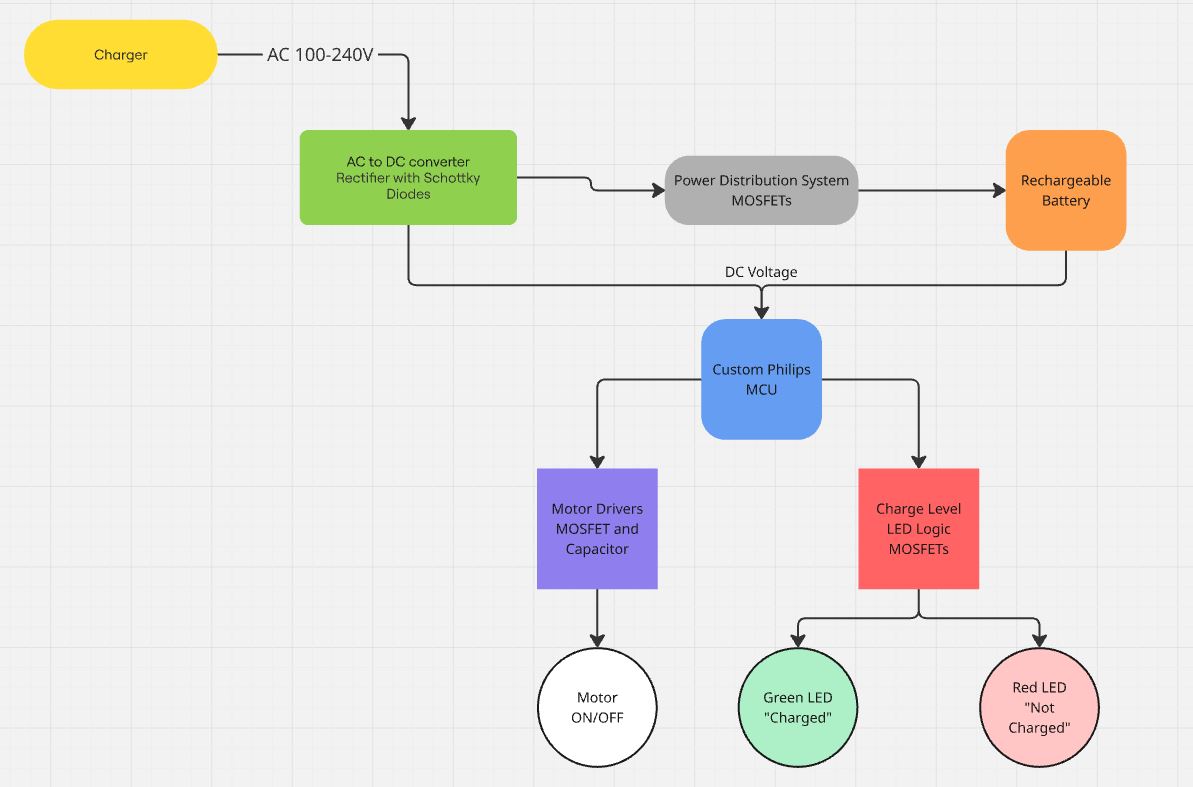 Charger
AC 100-240V
AC to DC converter
Rectifier with Schottky
Diodes
Power Distribution System
MOSFETs
Rechargeable
Battery
DC Voltage
Custom Philips
MCU
Motor Drivers
MOSFET and
Capacitor
Charge Level
LED Logic
MOSFETs
Motor
ON/OFF
Green LED
"Charged"
Red LED
"Not
Charged"